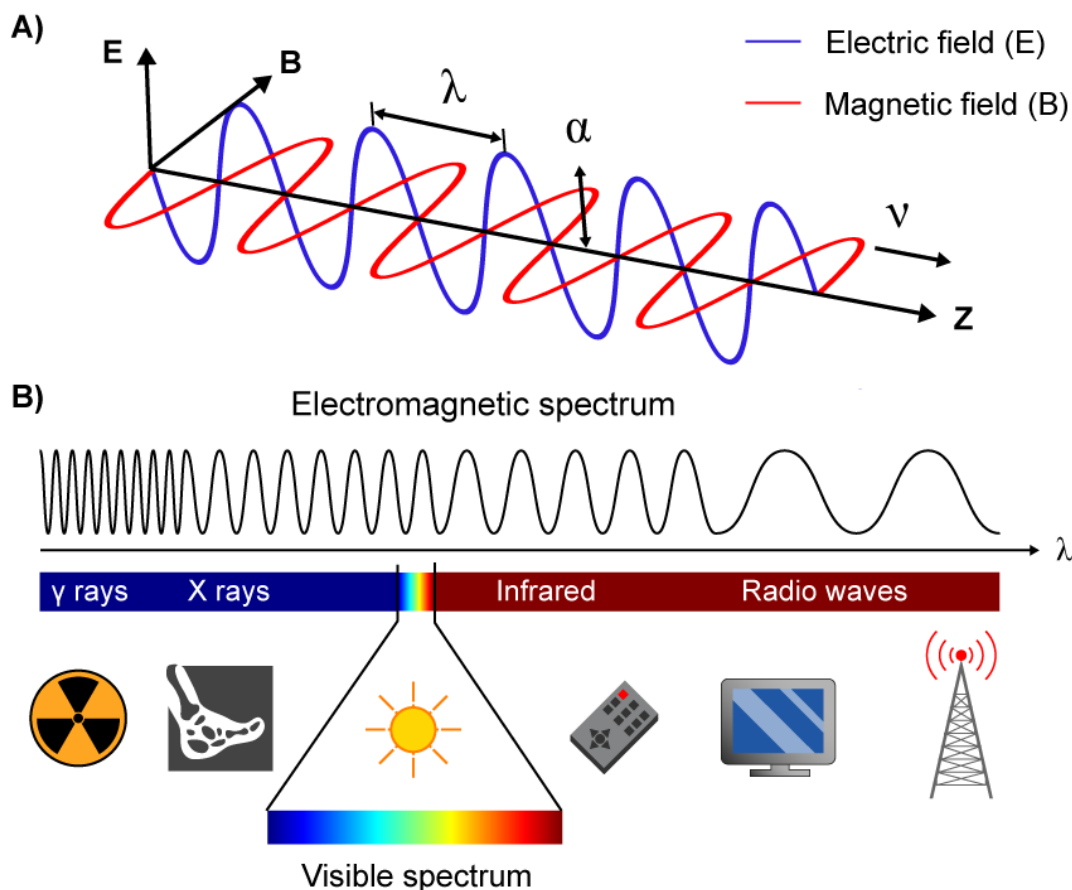 A)
E
B
λ
α
ν
Z
Electric field (E)
Magnetic field (B)
B)
Electromagnetic spectrum
λ
γ rays
X rays
Infrared
Radio waves
Visible spectrum